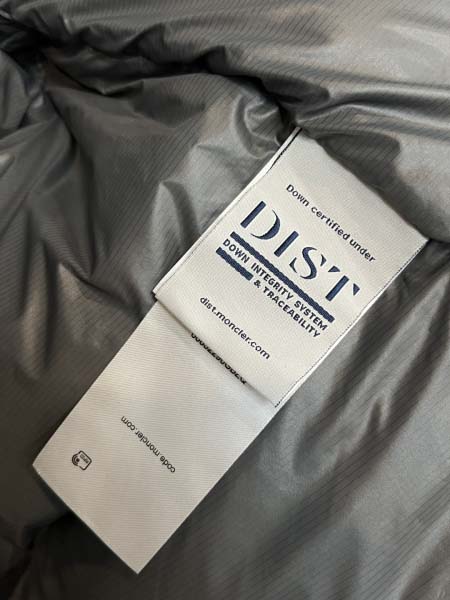 Down certified under
DIST
DOWN INTEGRITY SYSTEM
& TRACEABILITY
dist.moncler.com
code.moncler.com